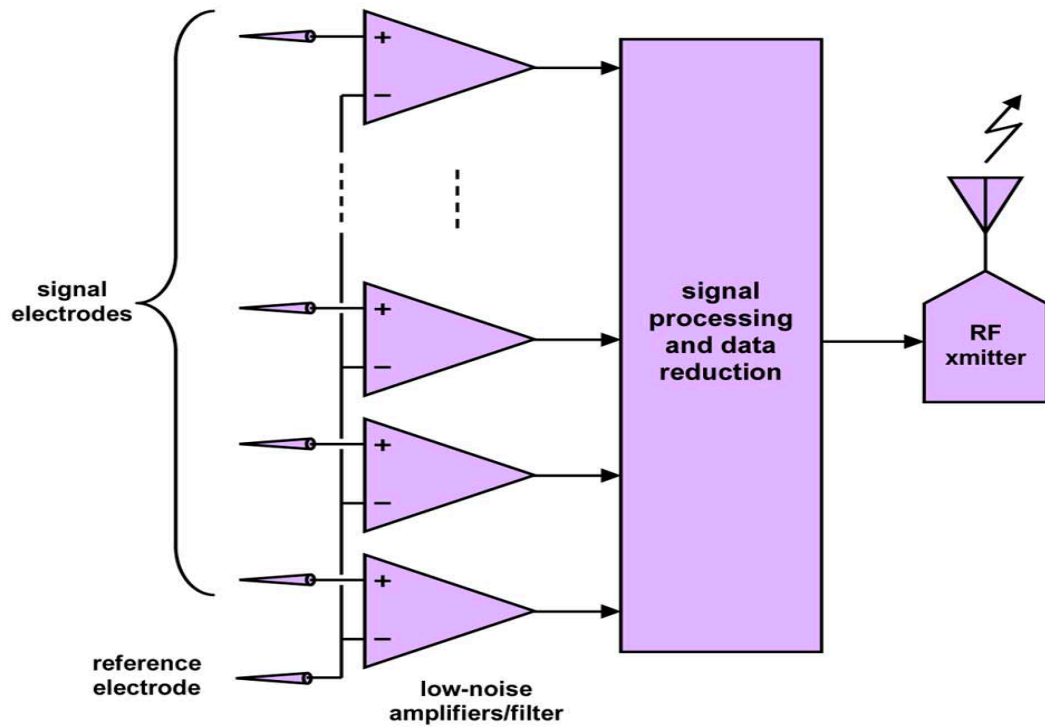 +
−
+
−
signal
electrodes
signal
processing
and data
reduction
RF
xmitter
+
−
+
−
reference
electrode
low-noise
amplifiers/filter